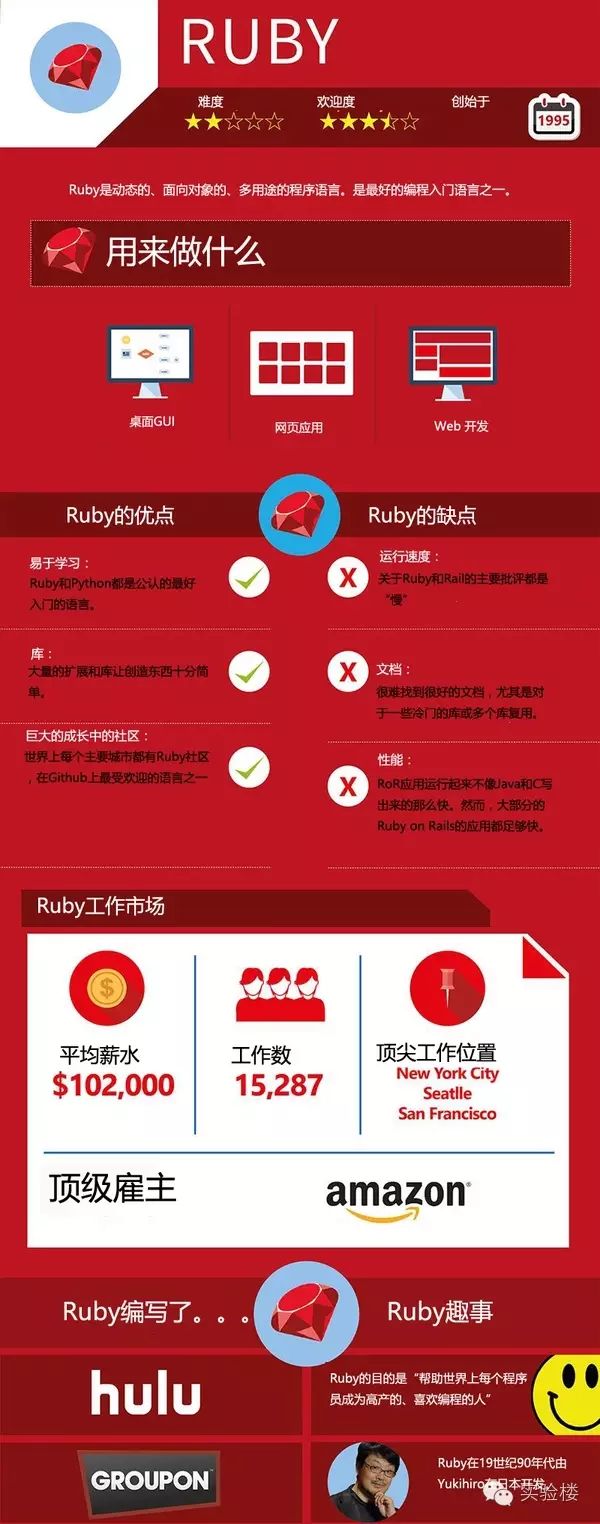 RUBY
难度
欢迎度
创始于
1995
Ruby是动态的、面向对象的、多用途的程序语言。是最好的编程入门语言之一。
用来做什么
桌面GUI
网页应用
Web 开发
Ruby的优点
易于学习：
Ruby和Python都是公认的最好
入门的语言。
库：
大量的扩展和库让创造东西十分简
单。
巨大的成长中的社区：
世界上每个主要城市都有Ruby社区
，在Github上最受欢迎的语言之一
Ruby的缺点
运行速度：
关于Ruby和Rail的主要批评都是
“慢”
文档：
很难找到很好的文档，尤其是对
于一些冷门的库或多个库复用。
性能：
RoR应用运行起来不像Java和C写
出来的那么快。然而，大部分的
Ruby on Rails的应用都足够快。
Ruby工作市场
平均薪水
$102,000
工作数
15,287
顶尖工作位置
New York City
Seatlle
San Francisco
顶级雇主
amazon
Ruby编写了。。。
hulu
GROUPON
Ruby趣事
Ruby的目的是“帮助世界上每个程序
员成为高产的、喜欢编程的人”
Ruby在19世纪90年代由
Yukihiro在日本开发
实验楼